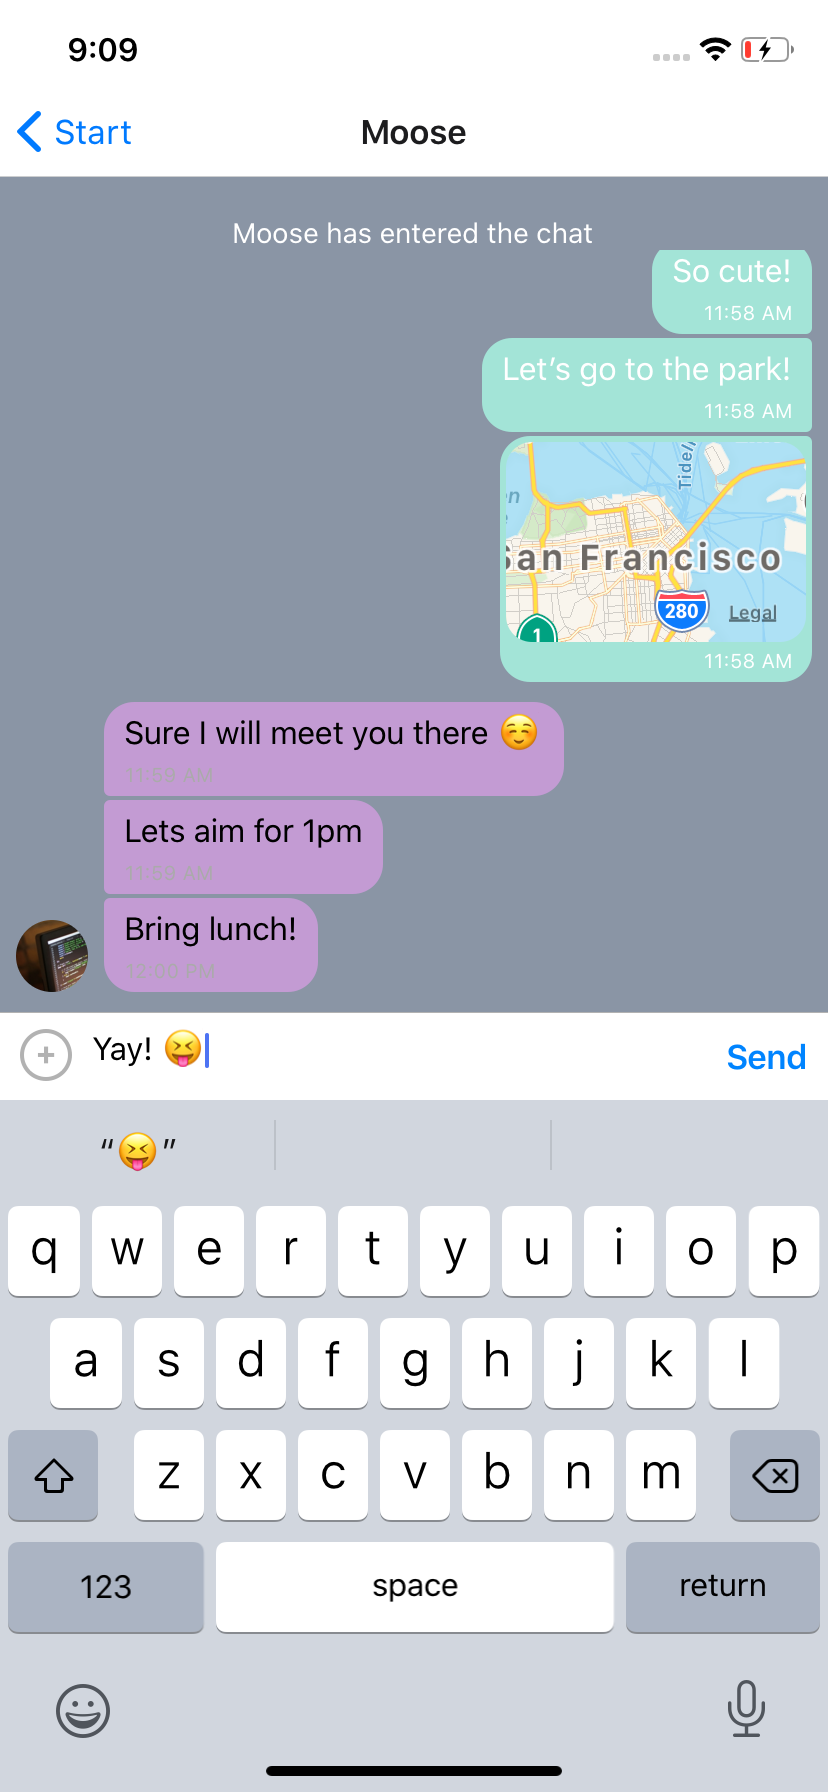 9:09
Start
Moose
Moose has entered the chat
So cute!
11:58 AM
Let's go to the park!
11:58 AM
Tide
San Francisco
280
Legal
1
11:58 AM
Sure I will meet you there ☺️
11:59 AM
Lets aim for 1pm
11:59 AM
Bring lunch!
12:00 PM
+ Yay! 😝 Send
“😝”
q w e r t y u i o p
a s d f g h j k l
z x c v b n m
123 space return